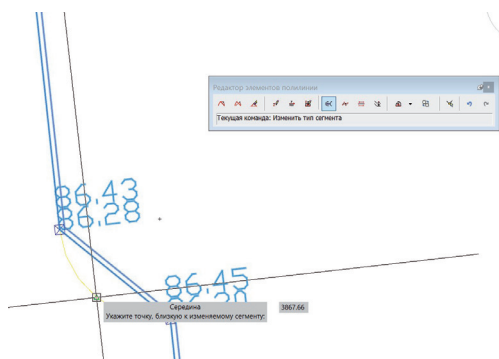 Редактор элементов полилинии
Текущая команда: Изменить тип сегмента
86.43
86.28
86.45
Середина
3867.66
Укажите точку, близкую к изменяемому сегменту: